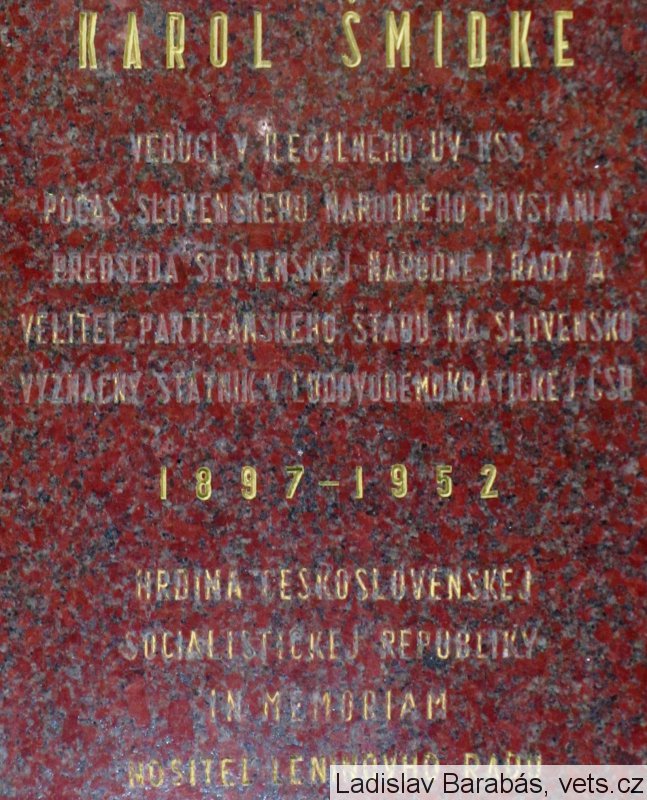 KAROL ŠMIDKE
VEDÚCI V ILEGÁLNEHO ÚV KSS
POČAS SLOVENSKÉHO NÁRODNÉHO POVSTANIA
PREDSEDA SLOVENSKEJ NÁRODNEJ RADY A
VELITEĽ PARTIZÁNSKEHO ŠTÁBU NA SLOVENSKU
VÝZNAČNÝ ŠTÁTNIK V ĽUDOVODEMOKRATICKEJ ČSR
1897-1952
HRDINA ČESKOSLOVENSKEJ
SOCIALISTICKEJ REPUBLIKY
IN MEMORIAM
NOSITEĽ LENINOVHO RADU
Ladislav Barabás, vets.cz